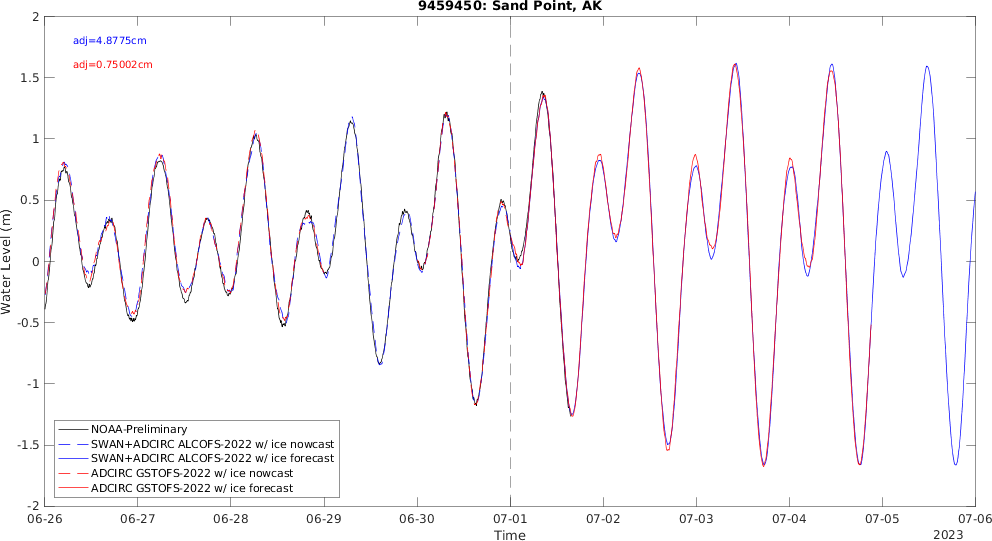 9459450: Sand Point, AK
adj=4.8775cm
adj=0.75002cm
Water Level (m)
2
1.5
1
0.5
0
-0.5
-1
-1.5
-2
NOAA-Preliminary
SWAN+ADCIRC ALCOFS-2022 w/ ice nowcast
SWAN+ADCIRC ALCOFS-2022 w/ ice forecast
ADCIRC GSTOFS-2022 w/ ice nowcast
ADCIRC GSTOFS-2022 w/ ice forecast
06-26 06-27 06-28 06-29 06-30 07-01 07-02 07-03 07-04 07-05 07-06
Time
2023